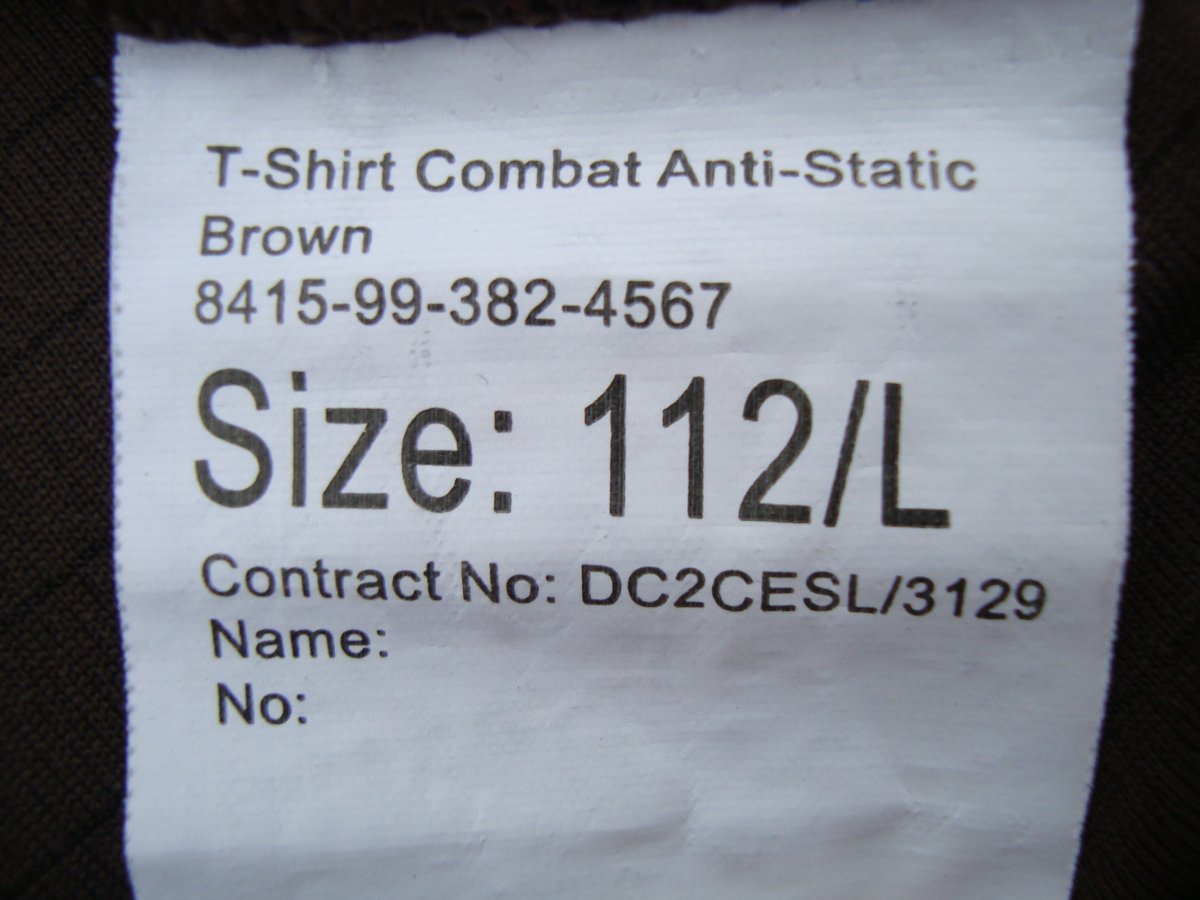 T-Shirt Combat Anti-Static
Brown
8415-99-382-4567
Size: 112/L
Contract No: DC2CESL/3129
Name:
No: